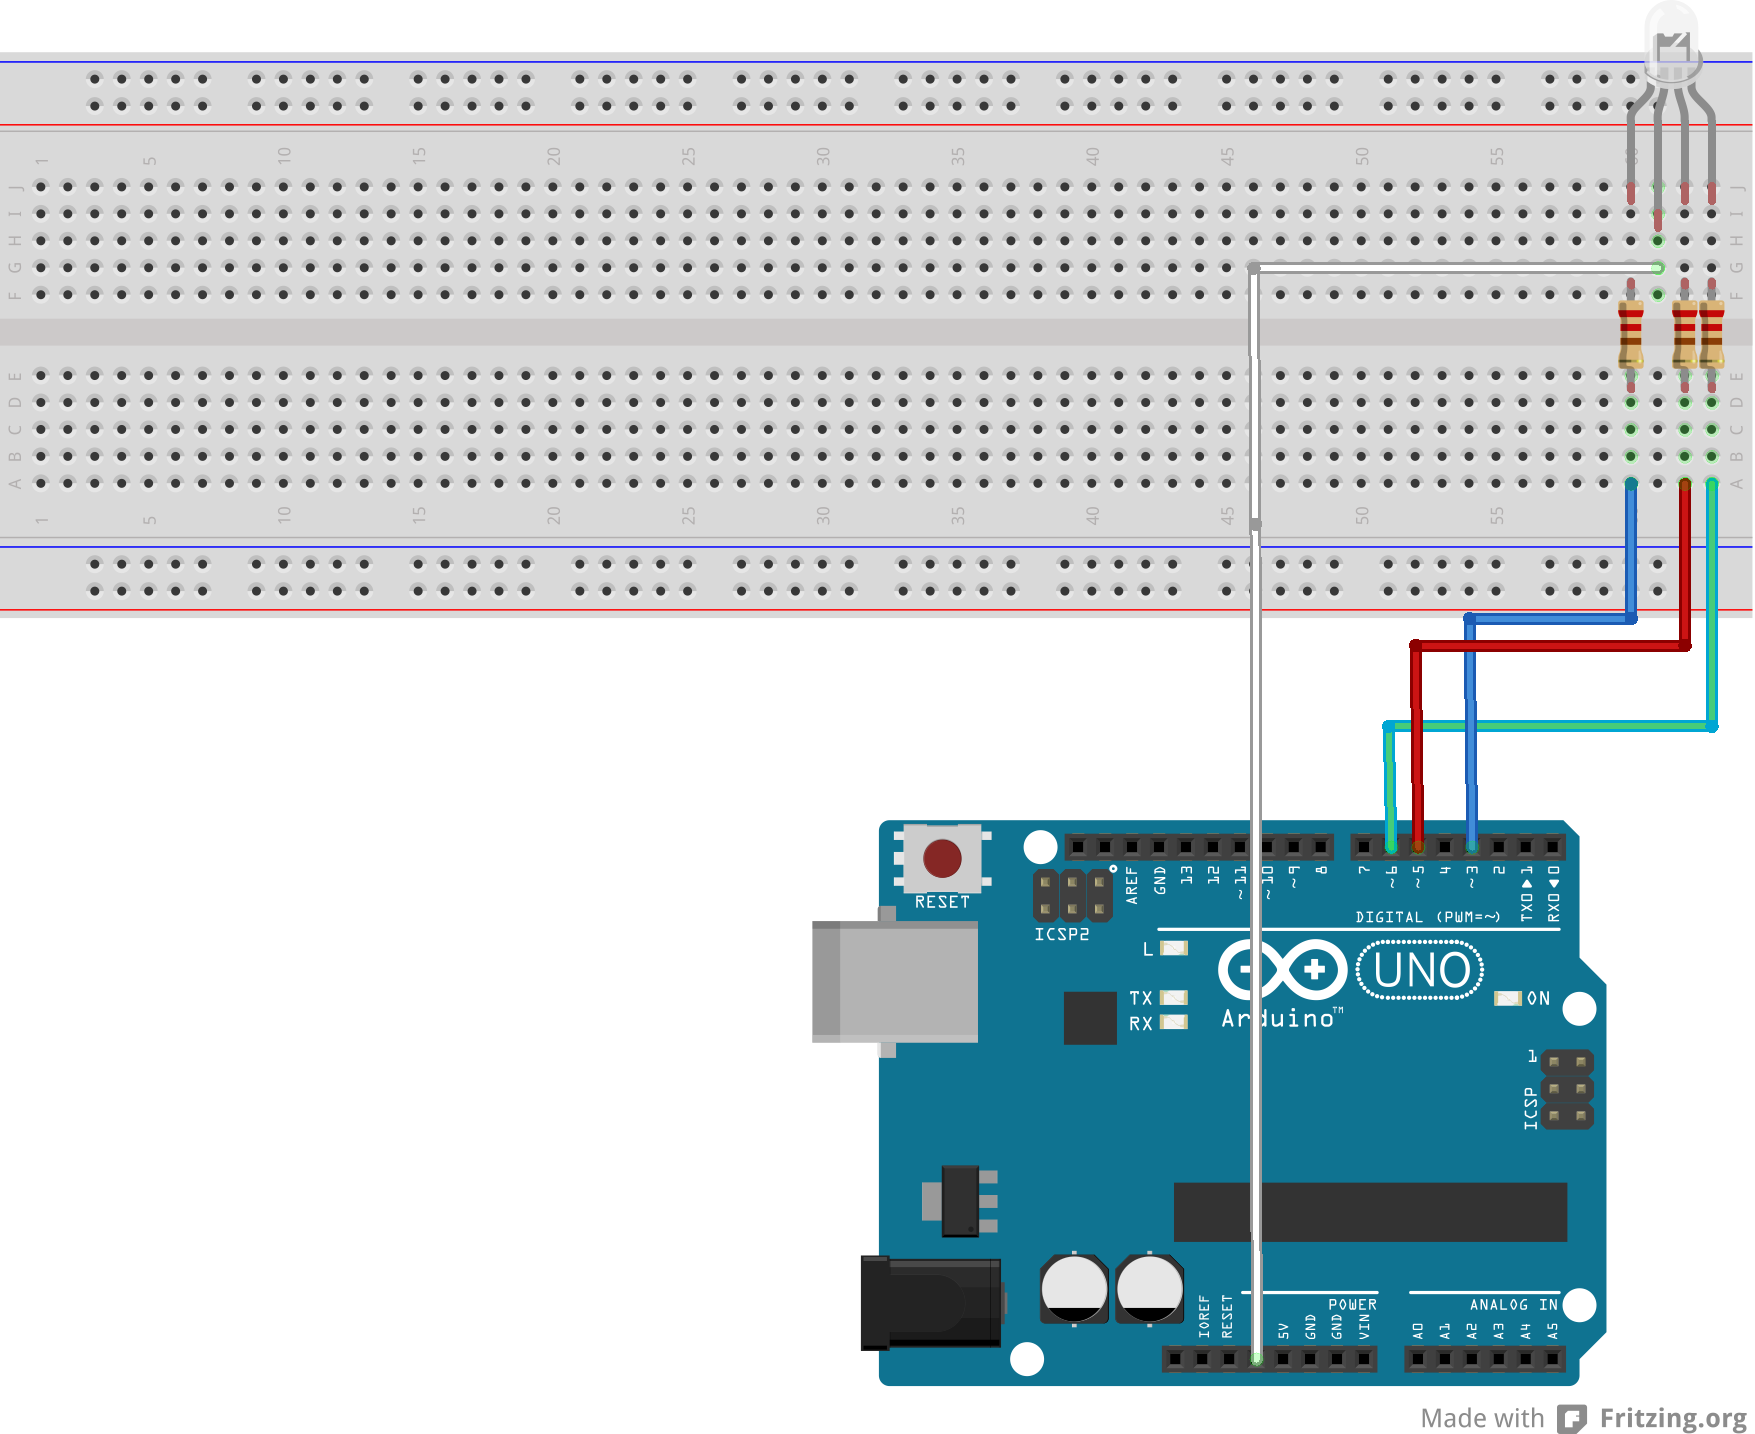 1 5 10 15 20 25 30 35 40 45 50 55
J J
I I
H H
G G
F F
E E
D D
C C
B B
A A
1 5 10 15 20 25 30 35 40 45 50 55
RESET
ICSP2
AREF GND 13 12 ~11 ~10 ~9 8 7 ~6 ~5 4 ~3 2 TX0▶1 RX0◀0
DIGITAL (PWM=~)
L
TX
RX
UNO
Arduino™
ON
1
ICSP
POWER
ANALOG IN
IOREF RESET 5V GND GND VIN A0 A1 A2 A3 A4 A5
Made with Fritzing.org